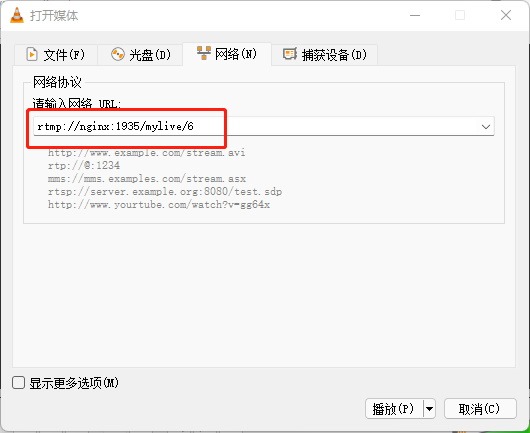 打开媒体
文件(F) 光盘(D) 网络(N) 捕获设备(D)
网络协议
请输入网络 URL:
rtmp://nginx:1935/mylive/6
http://www.example.com/stream.avi
rtp://@:1234
mms://mms.examples.com/stream.asx
rtsp://server.example.org:8080/test.sdp
http://www.yourtube.com/watch?v=gg64x
显示更多选项(M)
播放(P) 取消(C)